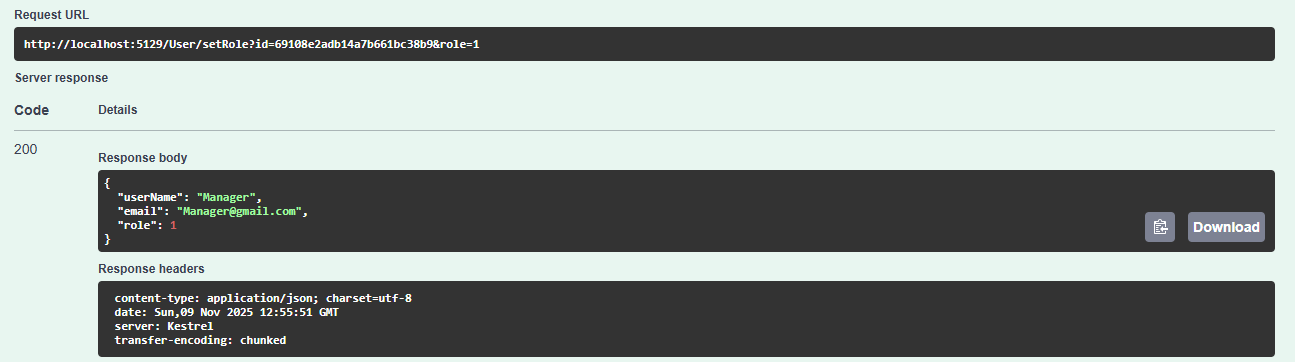 Request URL
http://localhost:5129/User/setRole?id=69108e2adb14a7b661bc38b9&role=1
Server response
Code Details
200
Response body
{
  "userName": "Manager",
  "email": "Manager@gmail.com",
  "role": 1
}
Download
Response headers
content-type: application/json; charset=utf-8
date: Sun,09 Nov 2025 12:55:51 GMT
server: Kestrel
transfer-encoding: chunked